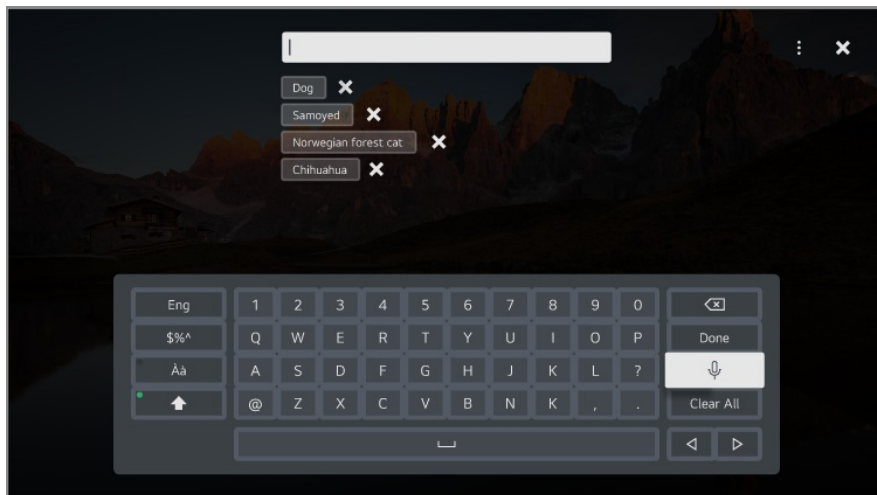 Dog
Samoyed
Norwegian forest cat
Chihuahua
Eng 1 2 3 4 5 6 7 8 9 0
$%^ Q W E R T Y U I O P Done
Àà A S D F G H J K L ?
@ Z X C V B N K , . Clear All